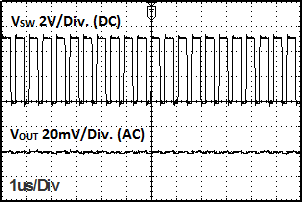 VSW 2V/Div. (DC)
VOUT 20mV/Div. (AC)
1us/Div